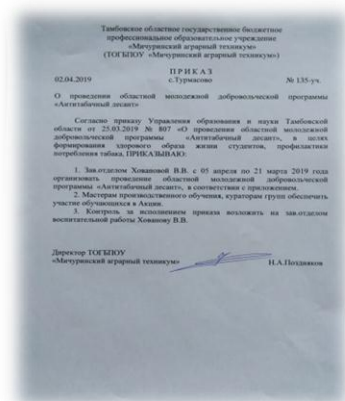 Тамбовское областное государственное бюджетное
профессиональное образовательное учреждение
«Мичуринский аграрный техникум»
(ТОГБПОУ «Мичуринский аграрный техникум»)
П Р И К А З
02.04.2019 с.Турмасово № 135-уч.
О проведении областной молодежной добровольческой программы
«Антитабачный десант»
Согласно приказу Управления образования и науки Тамбовской
области от 25.03.2019 № 807 «О проведении областной молодежной
добровольческой программы «Антитабачный десант», в целях
формирования здорового образа жизни студентов, профилактики
потребления табака, ПРИКАЗЫВАЮ:
1. Зав.отделом Ховановой В.В. с 05 апреля по 21 марта 2019 года
организовать проведение областной молодежной добровольческой
программы «Антитабачный десант», в соответствии с приложением.
2. Мастерам производственного обучения, кураторам групп обеспечить
участие обучающихся в Акции.
3. Контроль за исполнением приказа возложить на зав.отделом
воспитательной работы Хованову В.В.
Директор ТОГБПОУ
«Мичуринский аграрный техникум» Н.А.Поздняков